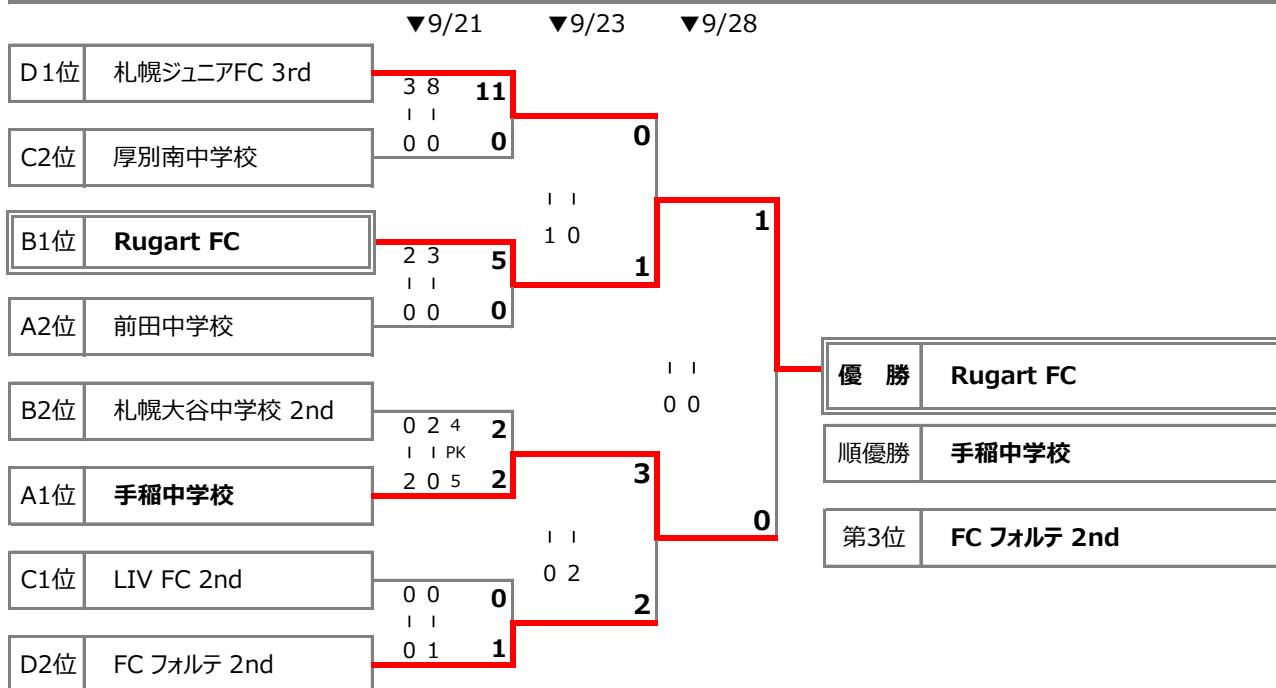 ▼9/21 ▼9/23 ▼9/28
D1位 札幌ジュニアFC 3rd
3 8 11
ı ı
0 0 0
C2位 厚別南中学校
0
ı ı
1 0
1
B1位 Rugart FC
2 3 5
ı ı
0 0 0
A2位 前田中学校
1
ı ı
0 0
0
優 勝 Rugart FC
順優勝 手稲中学校
第3位 FC フォルテ 2nd
B2位 札幌大谷中学校 2nd
0 2 4 2
ı ı PK
2 0 5 2
A1位 手稲中学校
3
ı ı
0 2
2
C1位 LIV FC 2nd
0 0 0
ı ı
0 1 1
D2位 FC フォルテ 2nd